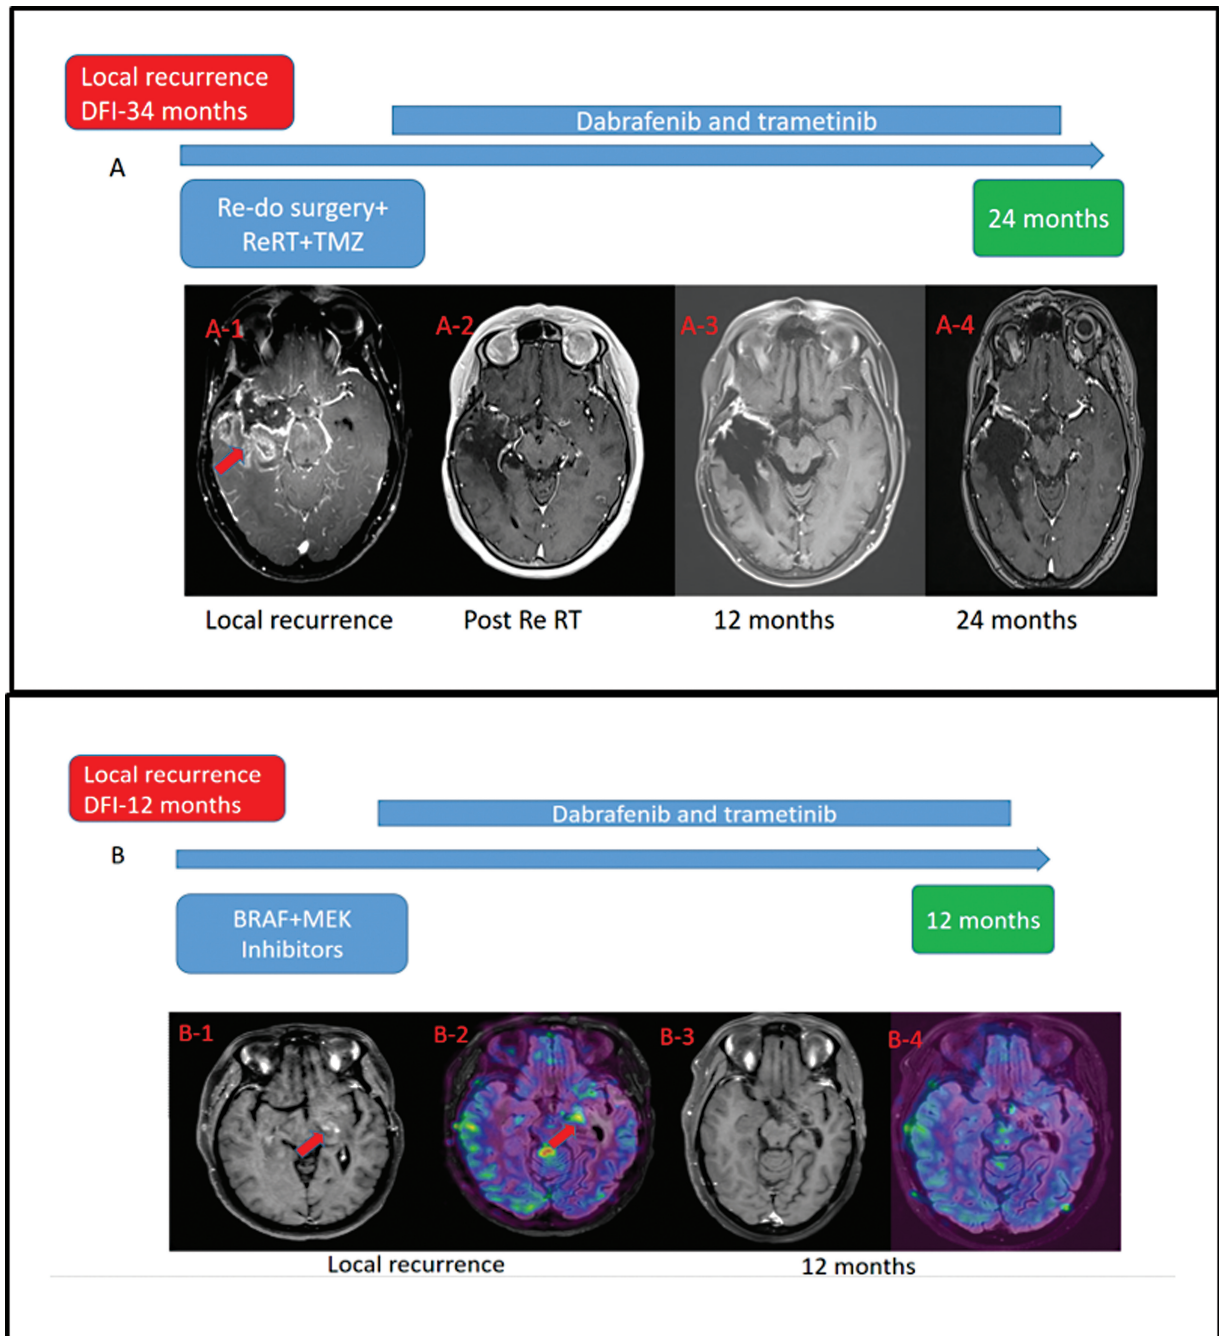 Local recurrence
DFI-34 months
Dabrafenib and trametinib
A
Re-do surgery+
ReRT+TMZ
24 months
A-1
A-2
A-3
A-4
Local recurrence
Post Re RT
12 months
24 months
Local recurrence
DFI-12 months
Dabrafenib and trametinib
B
BRAF+MEK
Inhibitors
12 months
B-1
B-2
B-3
B-4
Local recurrence
12 months